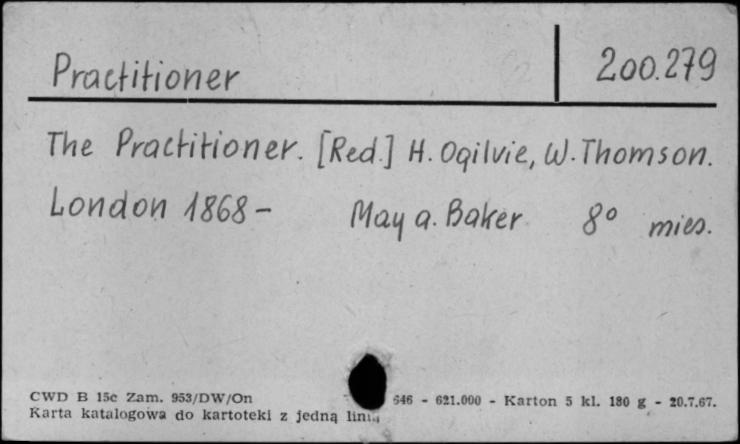 Practitioner
200.279
The Practitioner. [Red.] H. Ogilvie, W. Thomson.
London 1868- May a. Baker 8° mies.
CWD B 15c Zam. 953/DW/On 646 - 621.000 - Karton 5 kl. 180 g - 20.7.67.
Karta katalogowa do kartoteki z jedną